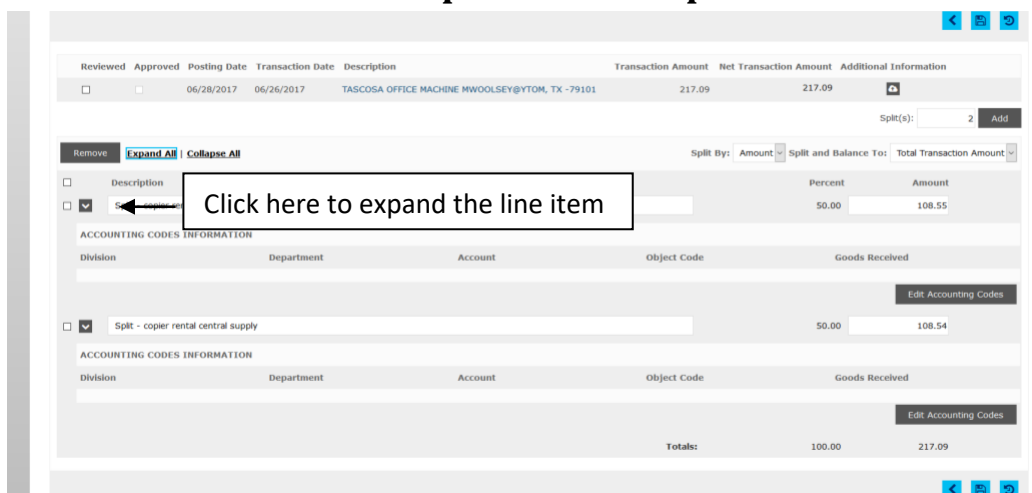 Reviewed Approved Posting Date Transaction Date Description Transaction Amount Net Transaction Amount Additional Information
06/28/2017 06/26/2017 TASCOSA OFFICE MACHINE MWOOLSEY@YTOM, TX -79101 217.09 217.09
Split(s): 2 Add
Remove Expand All | Collapse All Split By: Amount Split and Balance To: Total Transaction Amount
Description Percent Amount
Click here to expand the line item
50.00 108.55
ACCOUNTING CODES INFORMATION
Division Department Account Object Code Goods Received
Edit Accounting Codes
Split - copier rental central supply 50.00 108.54
ACCOUNTING CODES INFORMATION
Division Department Account Object Code Goods Received
Edit Accounting Codes
Totals: 100.00 217.09